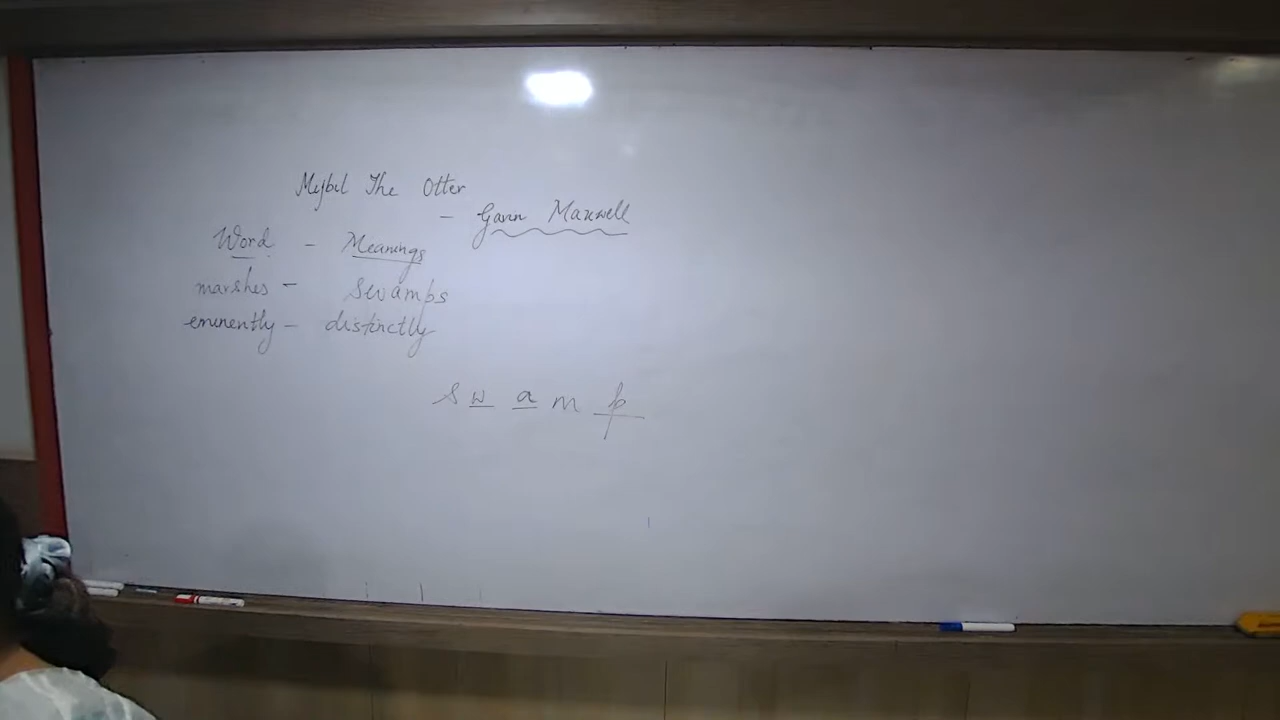 Mijbil The Otter
- Gavin Maxwell
Word - Meanings
marshes - swamps
eminently - distinctly
s w a m p